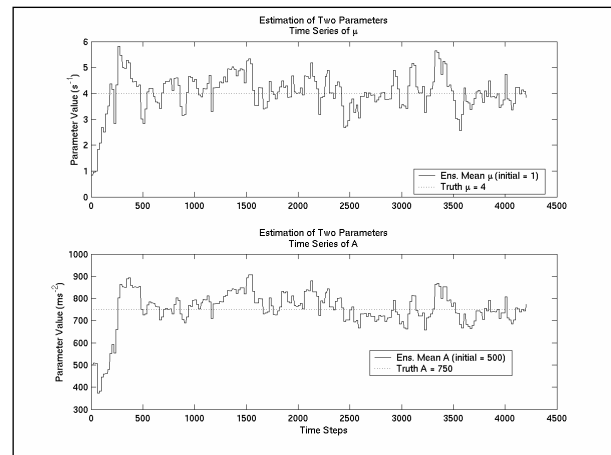 Estimation of Two Parameters
Time Series of μ
6
5
4
3
2
1
0
Parameter Value (s⁻¹)
Ens. Mean μ (initial = 1)
Truth μ = 4
0 500 1000 1500 2000 2500 3000 3500 4000 4500
Estimation of Two Parameters
Time Series of A
1000
900
800
700
600
500
400
300
Parameter Value (ms⁻²)
Ens. Mean A (initial = 500)
Truth A = 750
0 500 1000 1500 2000 2500 3000 3500 4000 4500
Time Steps